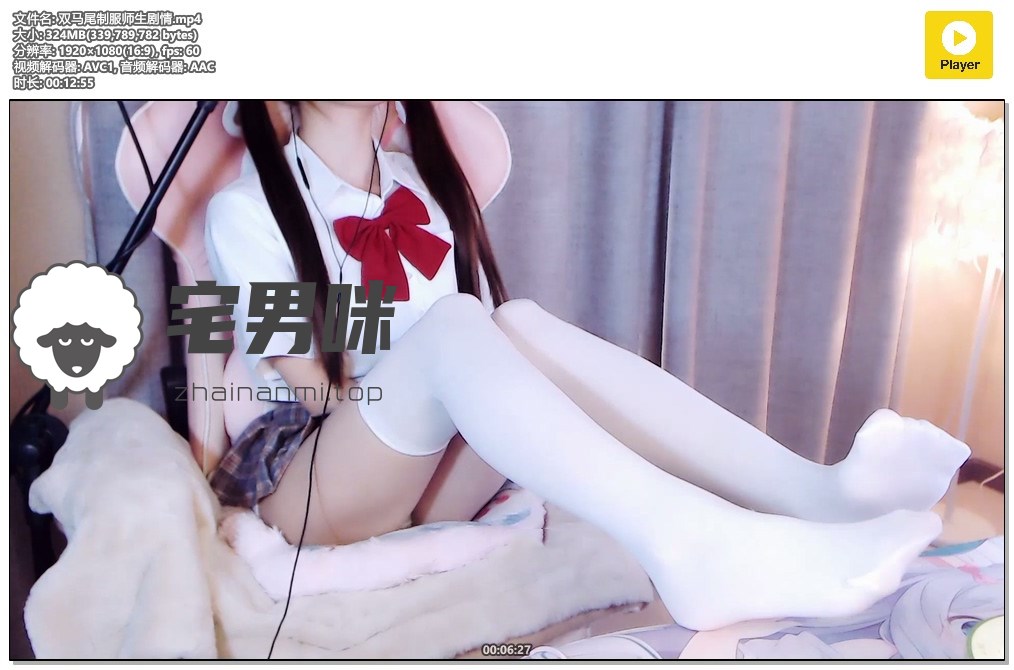 文件名: 双马尾制服师生剧情.mp4
大小: 324MB(339,789,782 bytes)
分辨率: 1920×1080(16:9), fps: 60
视频解码器: AVC1, 音频解码器: AAC
时长: 00:12:55
Player
宅男咪
zhainanmi.top
00:06:27